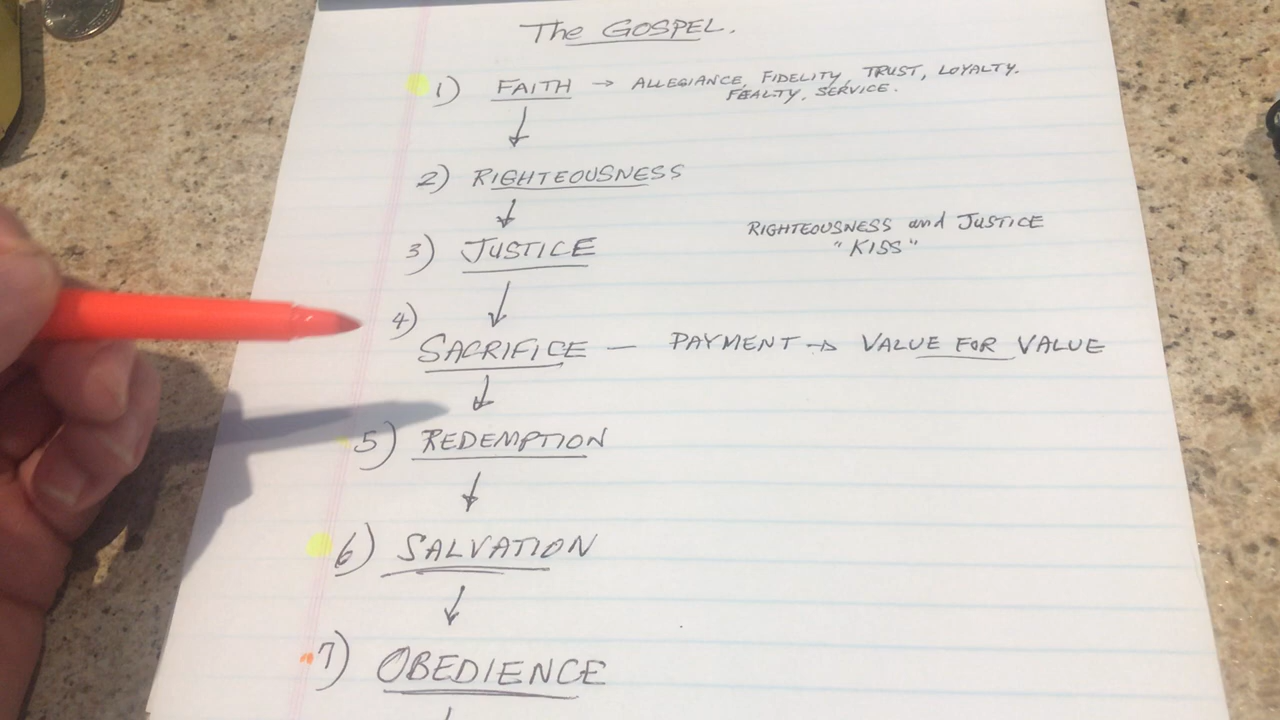 The GOSPEL.
1) FAITH → ALLEGIANCE, FIDELITY, TRUST, LOYALTY.
FEALTY, SERVICE.
2) RIGHTEOUSNESS
RIGHTEOUSNESS and JUSTICE
3) JUSTICE "KISS"
4)
SACRIFICE — PAYMENT → VALUE FOR VALUE
5) REDEMPTION
6) SALVATION
7) OBEDIENCE